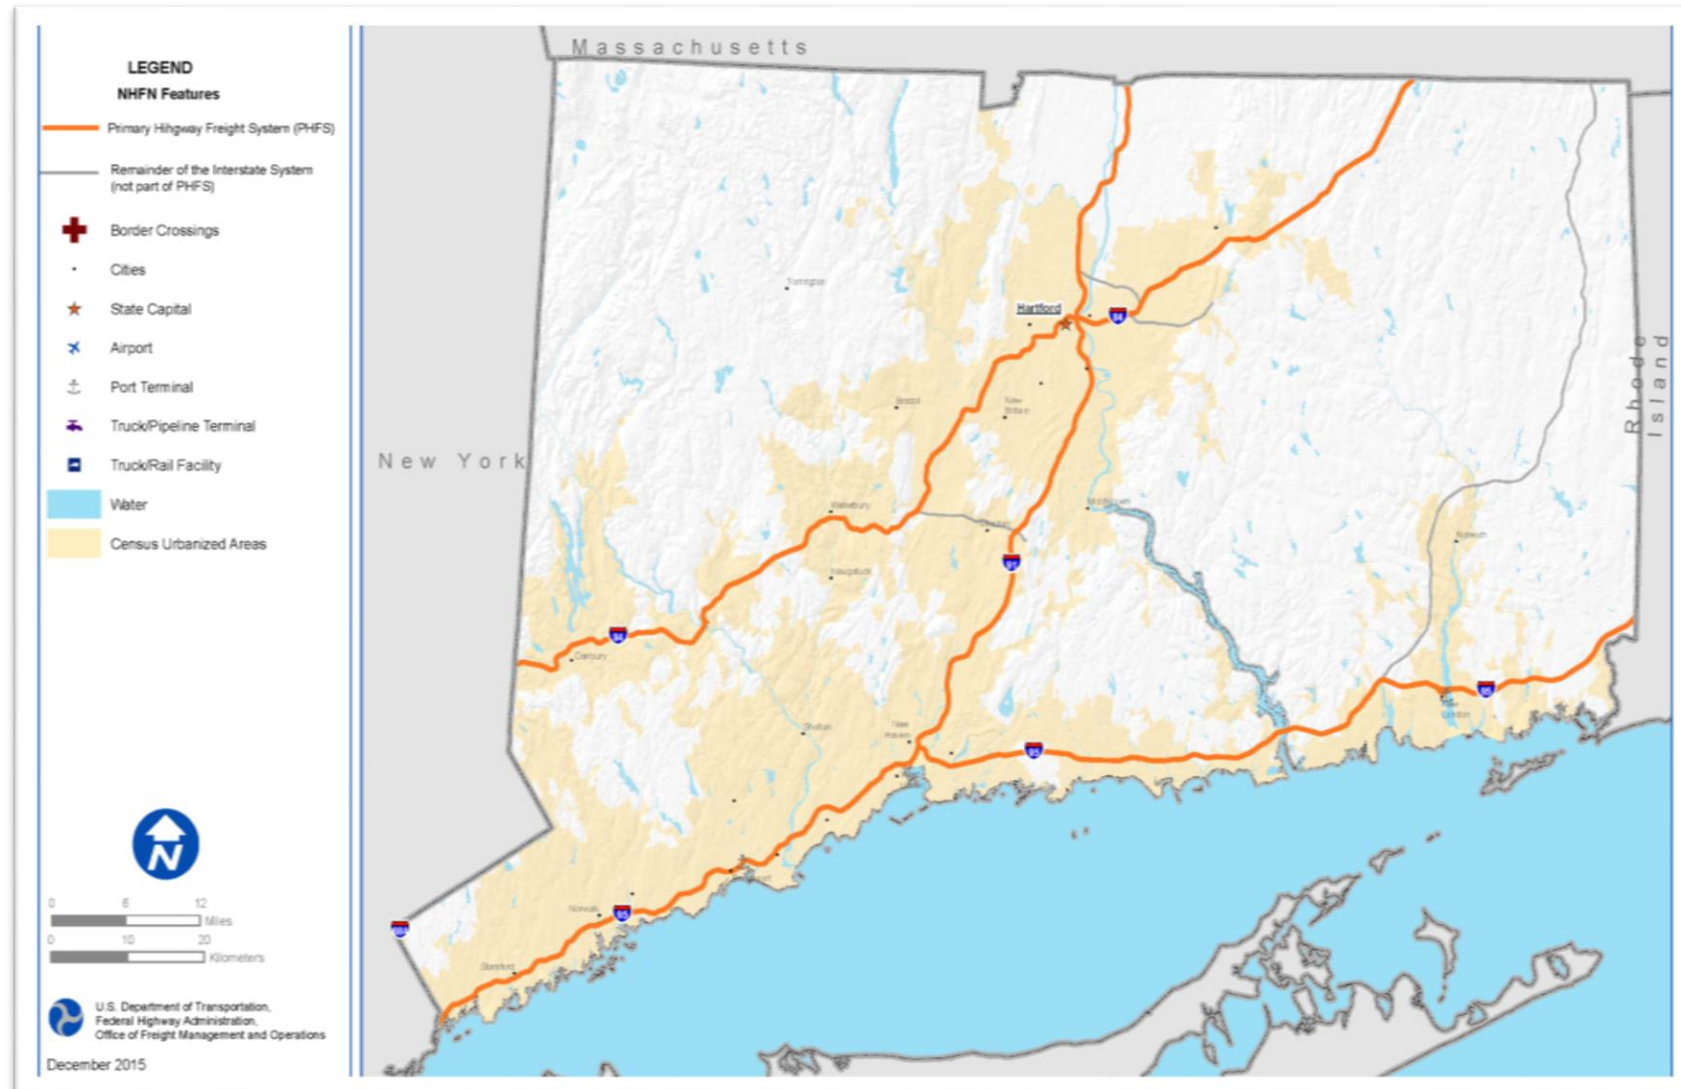 LEGEND
NHFN Features
Primary Hihgway Freight System (PHFS)
Remainder of the Interstate System
(not part of PHFS)
Border Crossings
Cities
State Capital
Airport
Port Terminal
Truck/Pipeline Terminal
Truck/Rail Facility
Water
Census Urbanized Areas
N
0 6 12
Miles
0 10 20
Kilometers
U.S. Department of Transportation,
Federal Highway Administration,
Office of Freight Management and Operations
December 2015
Massachusetts
Torrington
Hartford
84
Rhode
Island
Bristol
New
Britain
New York
Waterbury
Middletown
Norwich
91
Naugatuck
84
Danbury
95
New
London
Shelton
New
Haven
95
Norwalk
95
684
Stamford